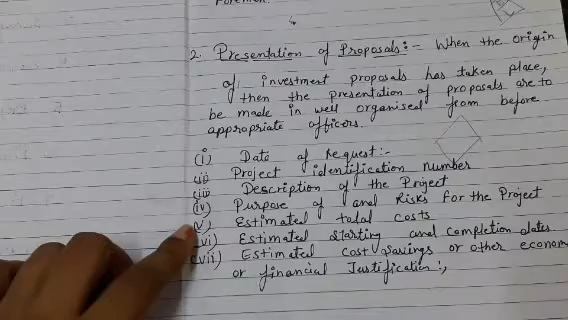 Foremen.
2. Presentation of Proposals:- When the origin
of investment proposals has taken place,
then the presentation of proposals are to
be made in well organised from before
appropriate officers.
(i) Date of Request:-
(ii) Project identification Number
(iii) Description of the Project
(iv) Purpose of and Risks for the Project
(v) Estimated total costs
(vi) Estimated starting and completion dates
(vii) Estimated cost savings or other econom
or financial Justification:,